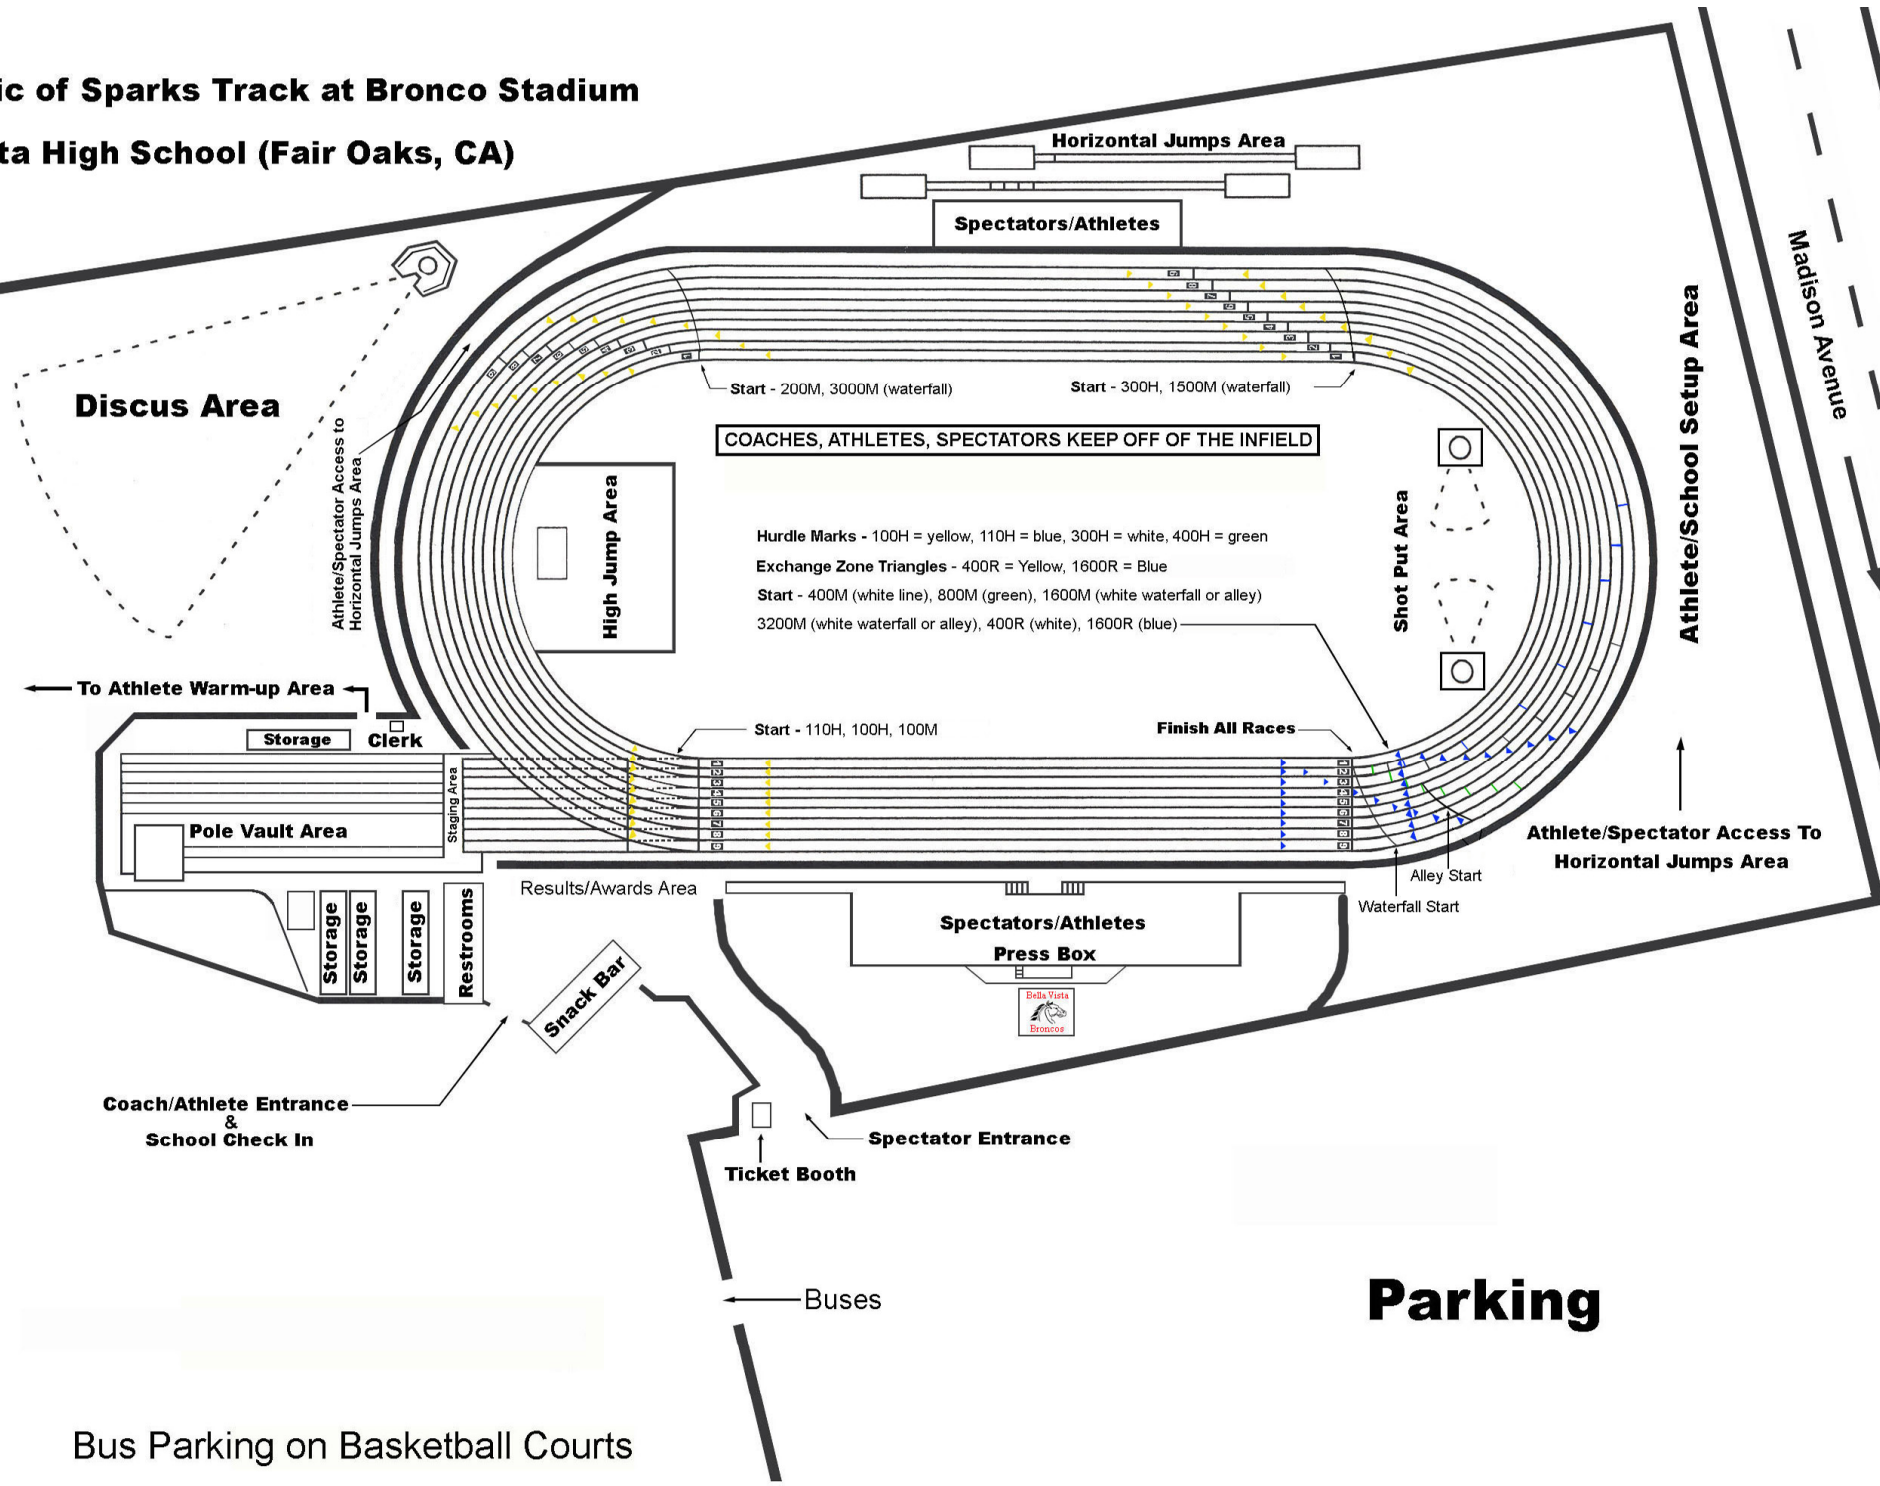 ic of Sparks Track at Bronco Stadium
ta High School (Fair Oaks, CA)
Horizontal Jumps Area
Spectators/Athletes
Madison Avenue
Discus Area
Athlete/Spectator Access to
Horizontal Jumps Area
Start - 200M, 3000M (waterfall)
Start - 300H, 1500M (waterfall)
COACHES, ATHLETES, SPECTATORS KEEP OFF OF THE INFIELD
High Jump Area
Hurdle Marks - 100H = yellow, 110H = blue, 300H = white, 400H = green
Exchange Zone Triangles - 400R = Yellow, 1600R = Blue
Start - 400M (white line), 800M (green), 1600M (white waterfall or alley)
3200M (white waterfall or alley), 400R (white), 1600R (blue)
Shot Put Area
Athlete/School Setup Area
To Athlete Warm-up Area
Storage
Clerk
Start - 110H, 100H, 100M
Finish All Races
Staging Area
Pole Vault Area
Athlete/Spectator Access To
Horizontal Jumps Area
Alley Start
Waterfall Start
Results/Awards Area
Spectators/Athletes
Press Box
Storage
Storage
Storage
Restrooms
Snack Bar
Bella Vista
Broncos
Coach/Athlete Entrance
&
School Check In
Spectator Entrance
Ticket Booth
Buses
Parking
Bus Parking on Basketball Courts